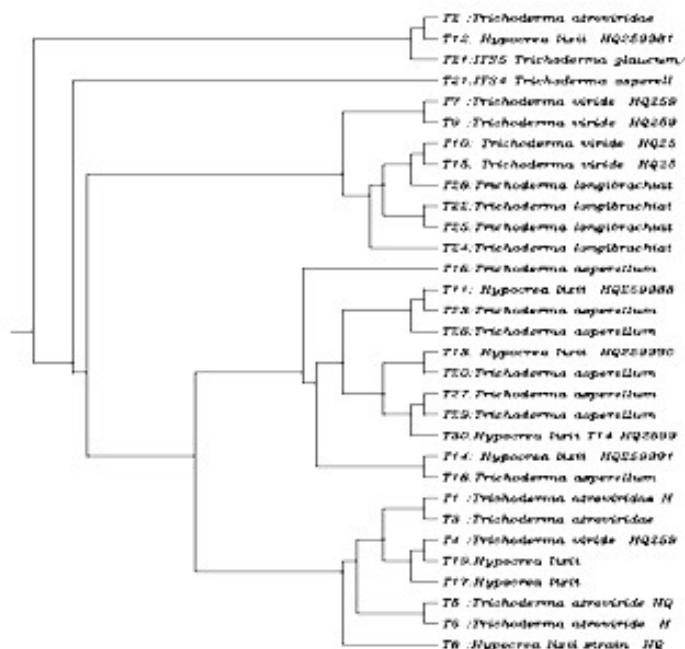 T2 :Trichoderma atroviridae
T12. Hypocrea lixii HQ259981
T21:ITS5 Trichoderma glaucum/
T21.ITS4 Trichoderma asperell
T7 :Trichoderma viride HQ259
T9 :Trichoderma viride HQ259
T10: Trichoderma viride HQ25
T15. Trichoderma viride HQ25
Trichoderma longibrachiat
T22:Trichoderma longibrachiat
T25:Trichoderma longibrachiat
T24:Trichoderma longibrachiat
T16:Trichoderma asperellum
T11: Hypocrea lixii HQ259988
Trichoderma asperellum
T26:Trichoderma asperellum
Hypocrea lixii HQ259990
Trichoderma asperellum
T27.Trichoderma asperellum
T29:Trichoderma asperellum
T30.Hypocrea lixii T14 HQ2599
T14: Hypocrea lixii HQ259991
T18.Trichoderma asperellum
T1 :Trichoderma atroviridae H
T3 :Trichoderma atroviridae
T4 :Trichoderma viride HQ259
T19.Hypocrea lixii
T17.Hypocrea lixii
T5 :Trichoderma atroviride HQ
T6 :Trichoderma atroviride H
Hypocrea lixii strain HQ